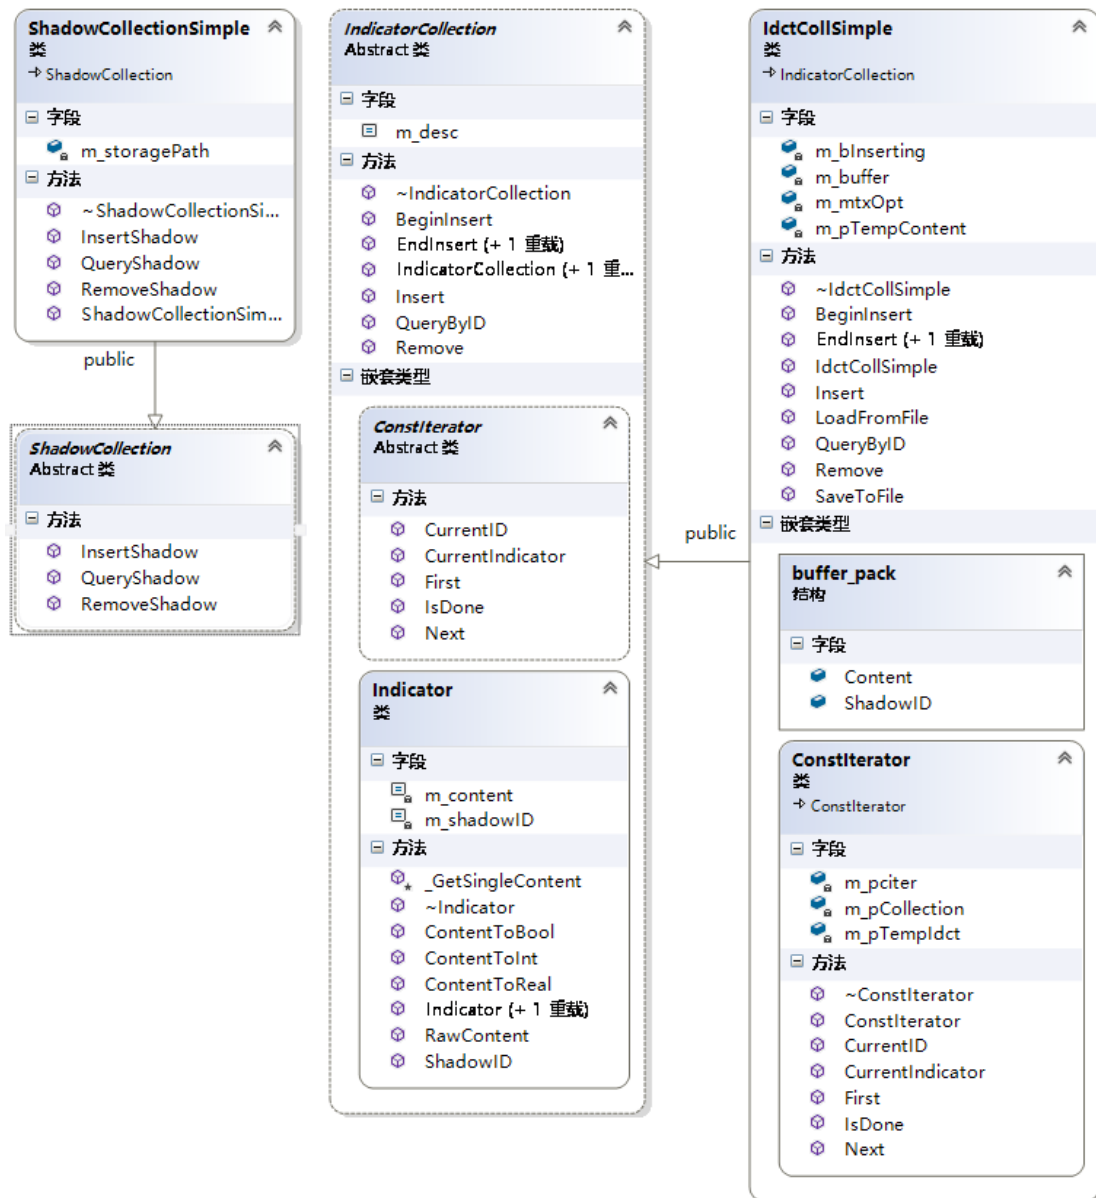 ShadowCollectionSimple
类
ShadowCollection
字段
m_storagePath
方法
~ShadowCollectionSi...
InsertShadow
QueryShadow
RemoveShadow
ShadowCollectionSim...
public
ShadowCollection
Abstract 类
方法
InsertShadow
QueryShadow
RemoveShadow
IndicatorCollection
Abstract 类
字段
m_desc
方法
~IndicatorCollection
BeginInsert
EndInsert (+ 1 重载)
IndicatorCollection (+ 1 重...
Insert
QueryByID
Remove
嵌套类型
ConstIterator
Abstract 类
方法
CurrentID
CurrentIndicator
First
IsDone
Next
Indicator
类
字段
m_content
m_shadowID
方法
_GetSingleContent
~Indicator
ContentToBool
ContentToInt
ContentToReal
Indicator (+ 1 重载)
RawContent
ShadowID
public
IdctCollSimple
类
IndicatorCollection
字段
m_bInserting
m_buffer
m_mtxOpt
m_pTempContent
方法
~IdctCollSimple
BeginInsert
EndInsert (+ 1 重载)
IdctCollSimple
Insert
LoadFromFile
QueryByID
Remove
SaveToFile
嵌套类型
buffer_pack
结构
字段
Content
ShadowID
ConstIterator
类
ConstIterator
字段
m_pciter
m_pCollection
m_pTempIdct
方法
~ConstIterator
ConstIterator
CurrentID
CurrentIndicator
First
IsDone
Next